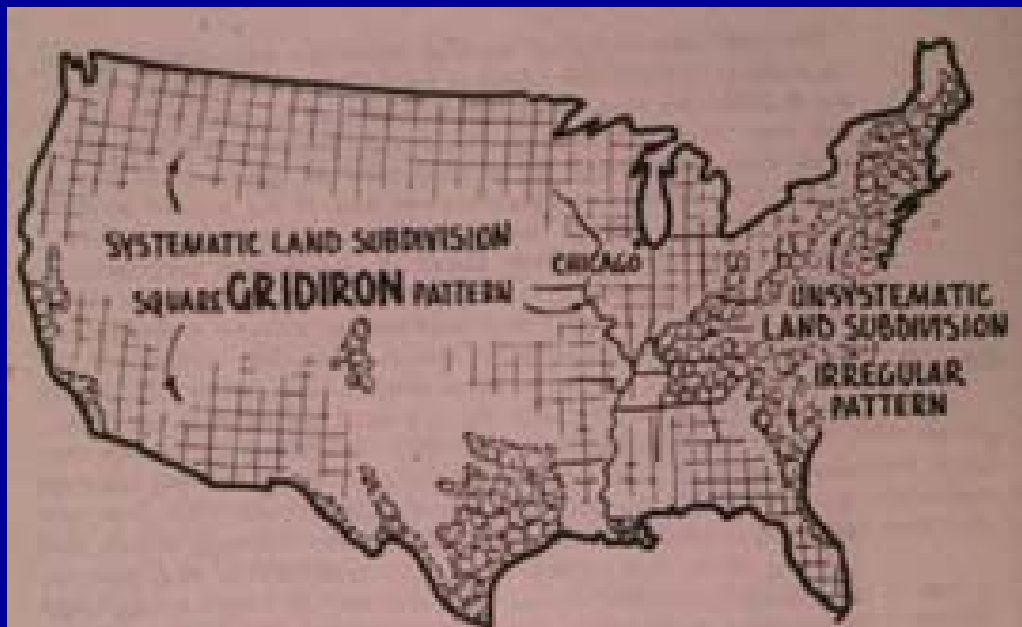 SYSTEMATIC LAND SUBDIVISION
SQUARE GRIDIRON PATTERN
CHICAGO
UNSYSTEMATIC
LAND SUBDIVISION
IRREGULAR
PATTERN